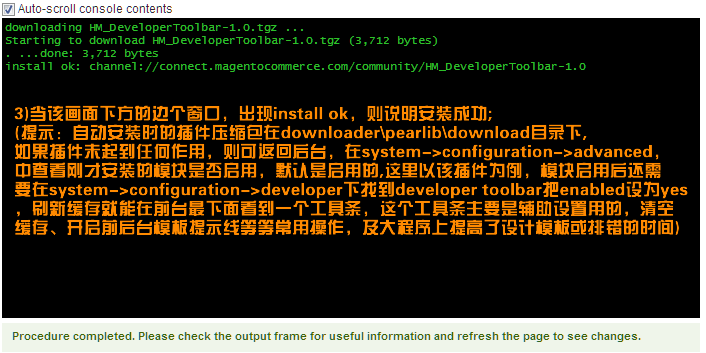 Auto-scroll console contents
downloading HM_DeveloperToolbar-1.0.tgz ...
Starting to download HM_DeveloperToolbar-1.0.tgz (3,712 bytes)
. ...done: 3,712 bytes
install ok: channel://connect.magentocommerce.com/community/HM_DeveloperToolbar-1.0
3)当该画面下方的边个窗口，出现install ok，则说明安装成功;
(提示：自动安装时的插件压缩包在downloader\pearlib\download目录下,
如果插件未起到任何作用，则可返回后台，在system->configuration->advanced,
中查看刚才安装的模块是否启用，默认是启用的,这里以该插件为例，模块启用后还需
要在system->configuration->developer下找到developer toolbar把enabled设为yes
，刷新缓存就能在前台最下面看到一个工具条，这个工具条主要是辅助设置用的，清空
缓存、开启前后台模板提示线等等常用操作，及大程序上提高了设计模板或排错的时间)
Procedure completed. Please check the output frame for useful information and refresh the page to see changes.